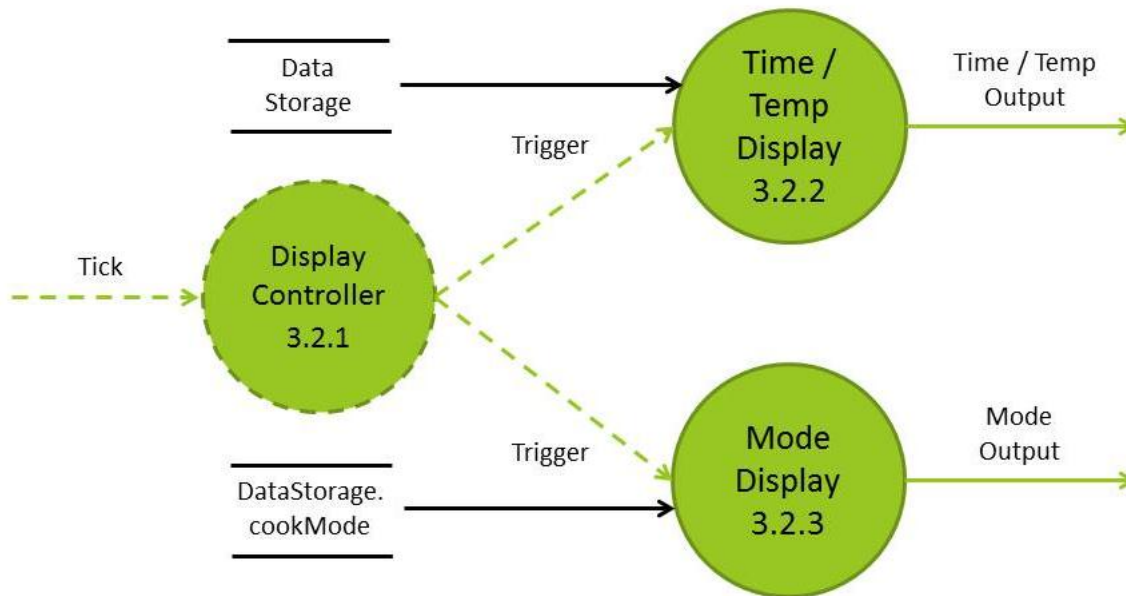 Data
Storage
Time /
Temp
Display
3.2.2
Time / Temp
Output
Trigger
Tick
Display
Controller
3.2.1
Trigger
DataStorage.
cookMode
Mode
Display
3.2.3
Mode
Output